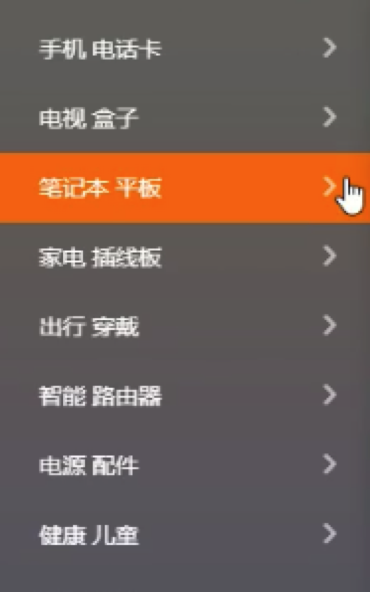 手机 电话卡
电视 盒子
笔记本 平板
家电 插线板
出行 穿戴
智能 路由器
电源 配件
健康 儿童